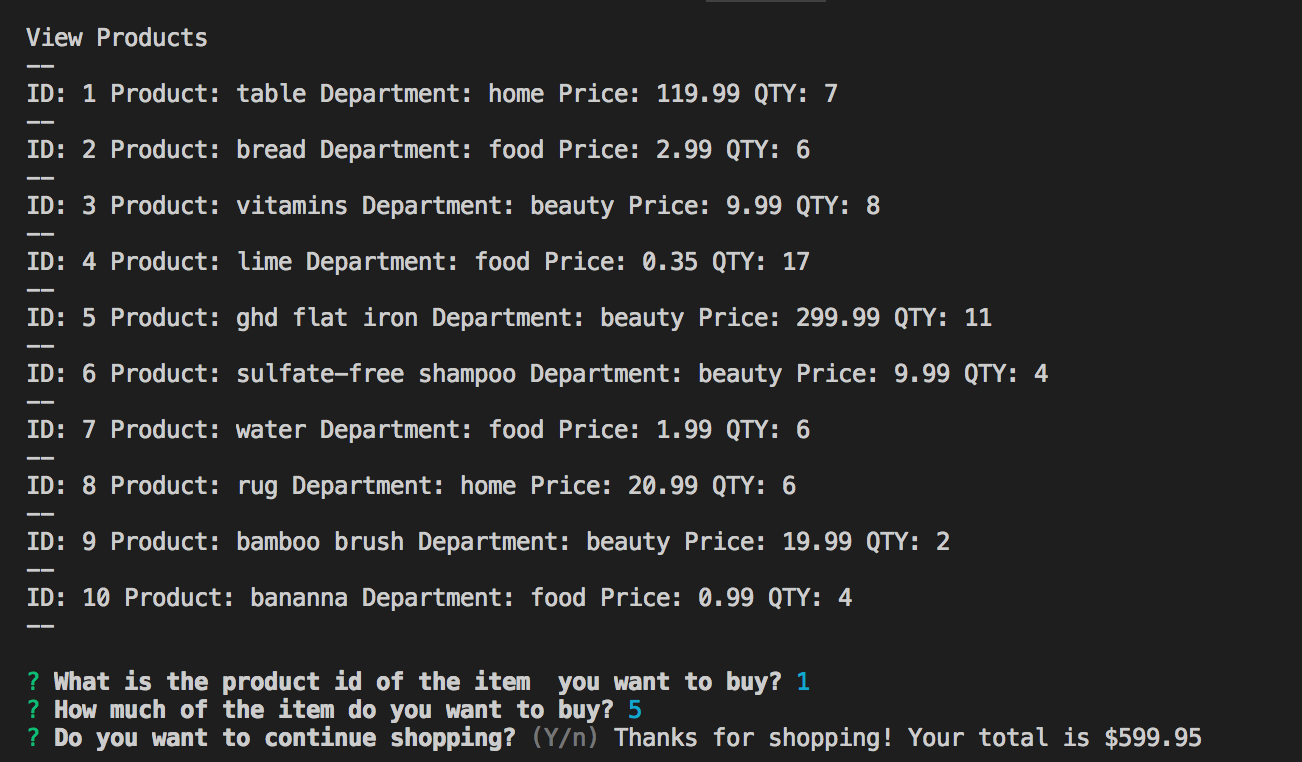 View Products
——
ID: 1 Product: table Department: home Price: 119.99 QTY: 7
——
ID: 2 Product: bread Department: food Price: 2.99 QTY: 6
——
ID: 3 Product: vitamins Department: beauty Price: 9.99 QTY: 8
——
ID: 4 Product: lime Department: food Price: 0.35 QTY: 17
——
ID: 5 Product: ghd flat iron Department: beauty Price: 299.99 QTY: 11
——
ID: 6 Product: sulfate-free shampoo Department: beauty Price: 9.99 QTY: 4
——
ID: 7 Product: water Department: food Price: 1.99 QTY: 6
——
ID: 8 Product: rug Department: home Price: 20.99 QTY: 6
——
ID: 9 Product: bamboo brush Department: beauty Price: 19.99 QTY: 2
——
ID: 10 Product: bananna Department: food Price: 0.99 QTY: 4
——
? What is the product id of the item  you want to buy? 1
? How much of the item do you want to buy? 5
? Do you want to continue shopping? (Y/n) Thanks for shopping! Your total is $599.95